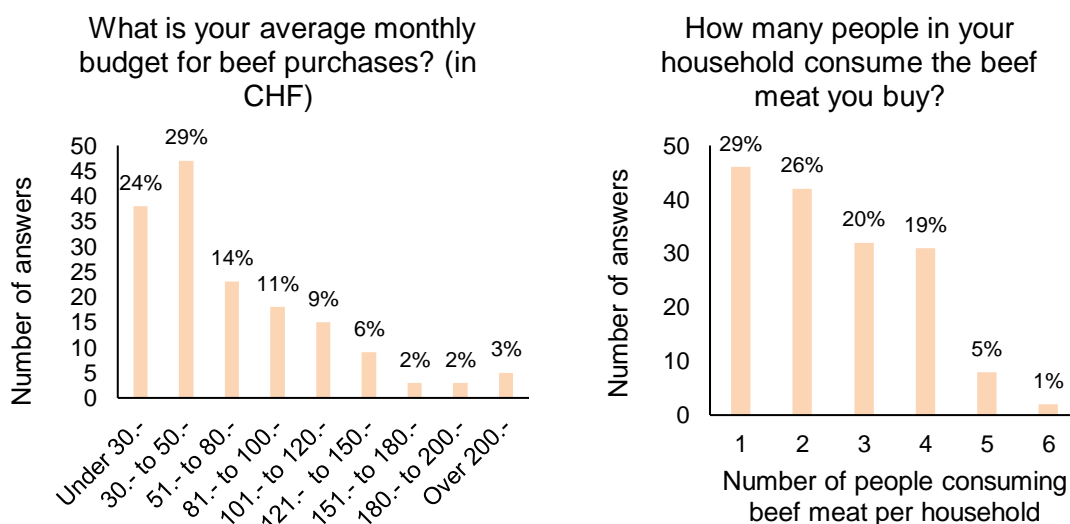 What is your average monthly
budget for beef purchases? (in
CHF)
Number of answers
50
45
40
35
30
25
20
15
10
5
0
24%
29%
14%
11%
9%
6%
2%
2%
3%
Under 30.-
30.- to 50.-
51.- to 80.-
81.- to 100.-
101.- to 120.-
121.- to 150.-
151.- to 180.-
180.- to 200.-
Over 200.-
How many people in your
household consume the beef
meat you buy?
Number of answers
50
40
30
20
10
0
29%
26%
20%
19%
5%
1%
1 2 3 4 5 6
Number of people consuming
beef meat per household